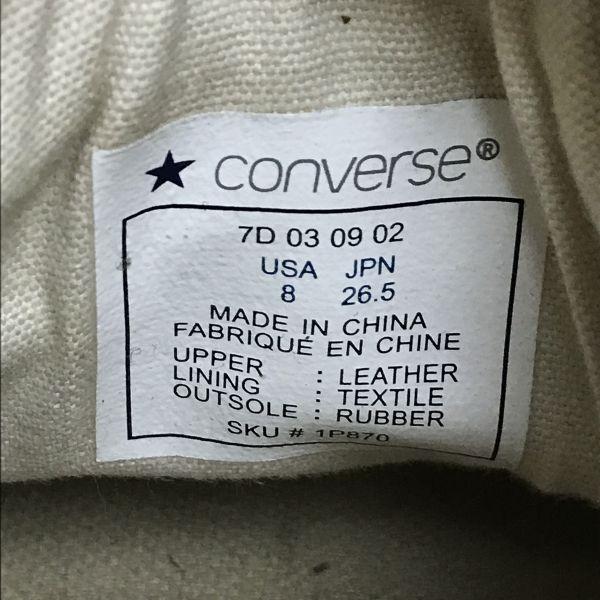 ★ converse®
7D 03 09 02
USA JPN
8 26.5
MADE IN CHINA
FABRIQUÉ EN CHINE
UPPER : LEATHER
LINING : TEXTILE
OUTSOLE : RUBBER
SKU # 1P870